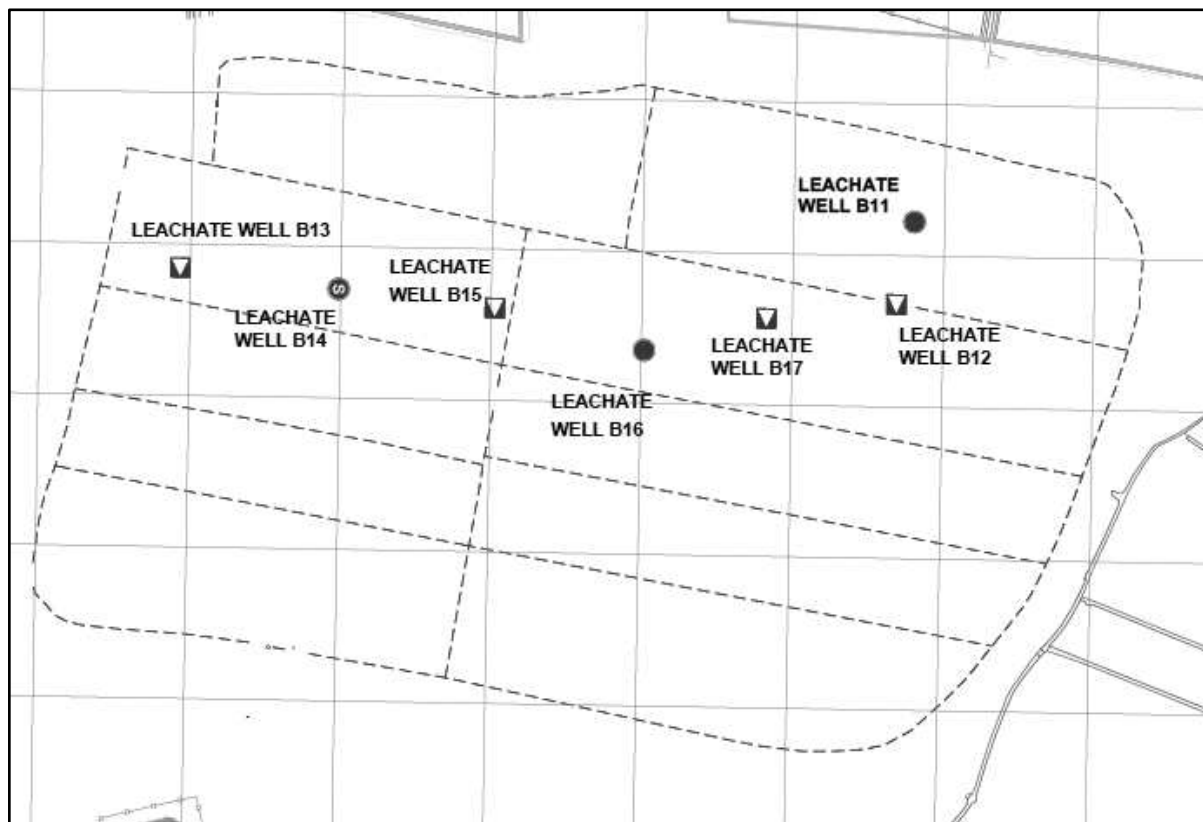 LEACHATE
WELL B11
LEACHATE WELL B13
LEACHATE
WELL B15
S
LEACHATE
WELL B14
LEACHATE
WELL B17
LEACHATE
WELL B12
LEACHATE
WELL B16